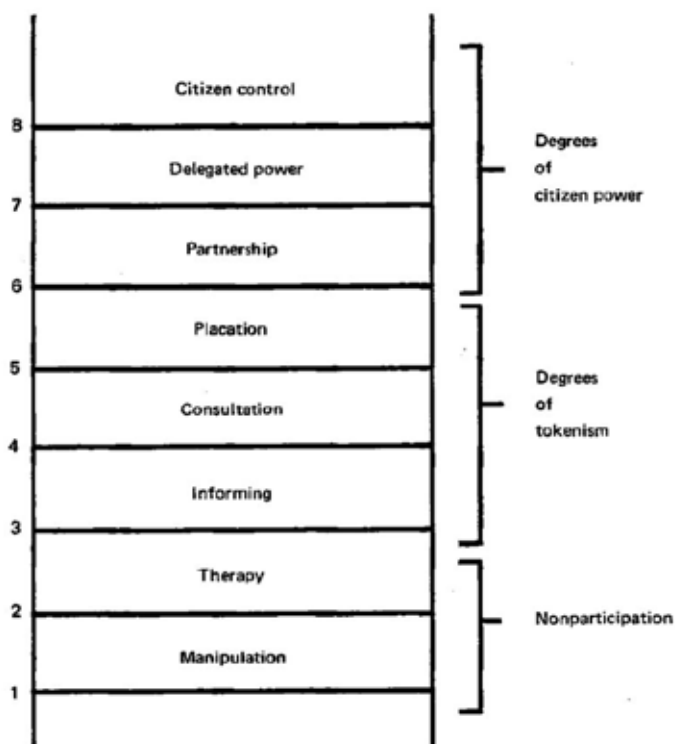 Citizen control
8
Delegated power
7
Partnership
6
Placation
5
Consultation
4
Informing
3
Therapy
2
Manipulation
1
Degrees
of
citizen power
Degrees
of
tokenism
Nonparticipation